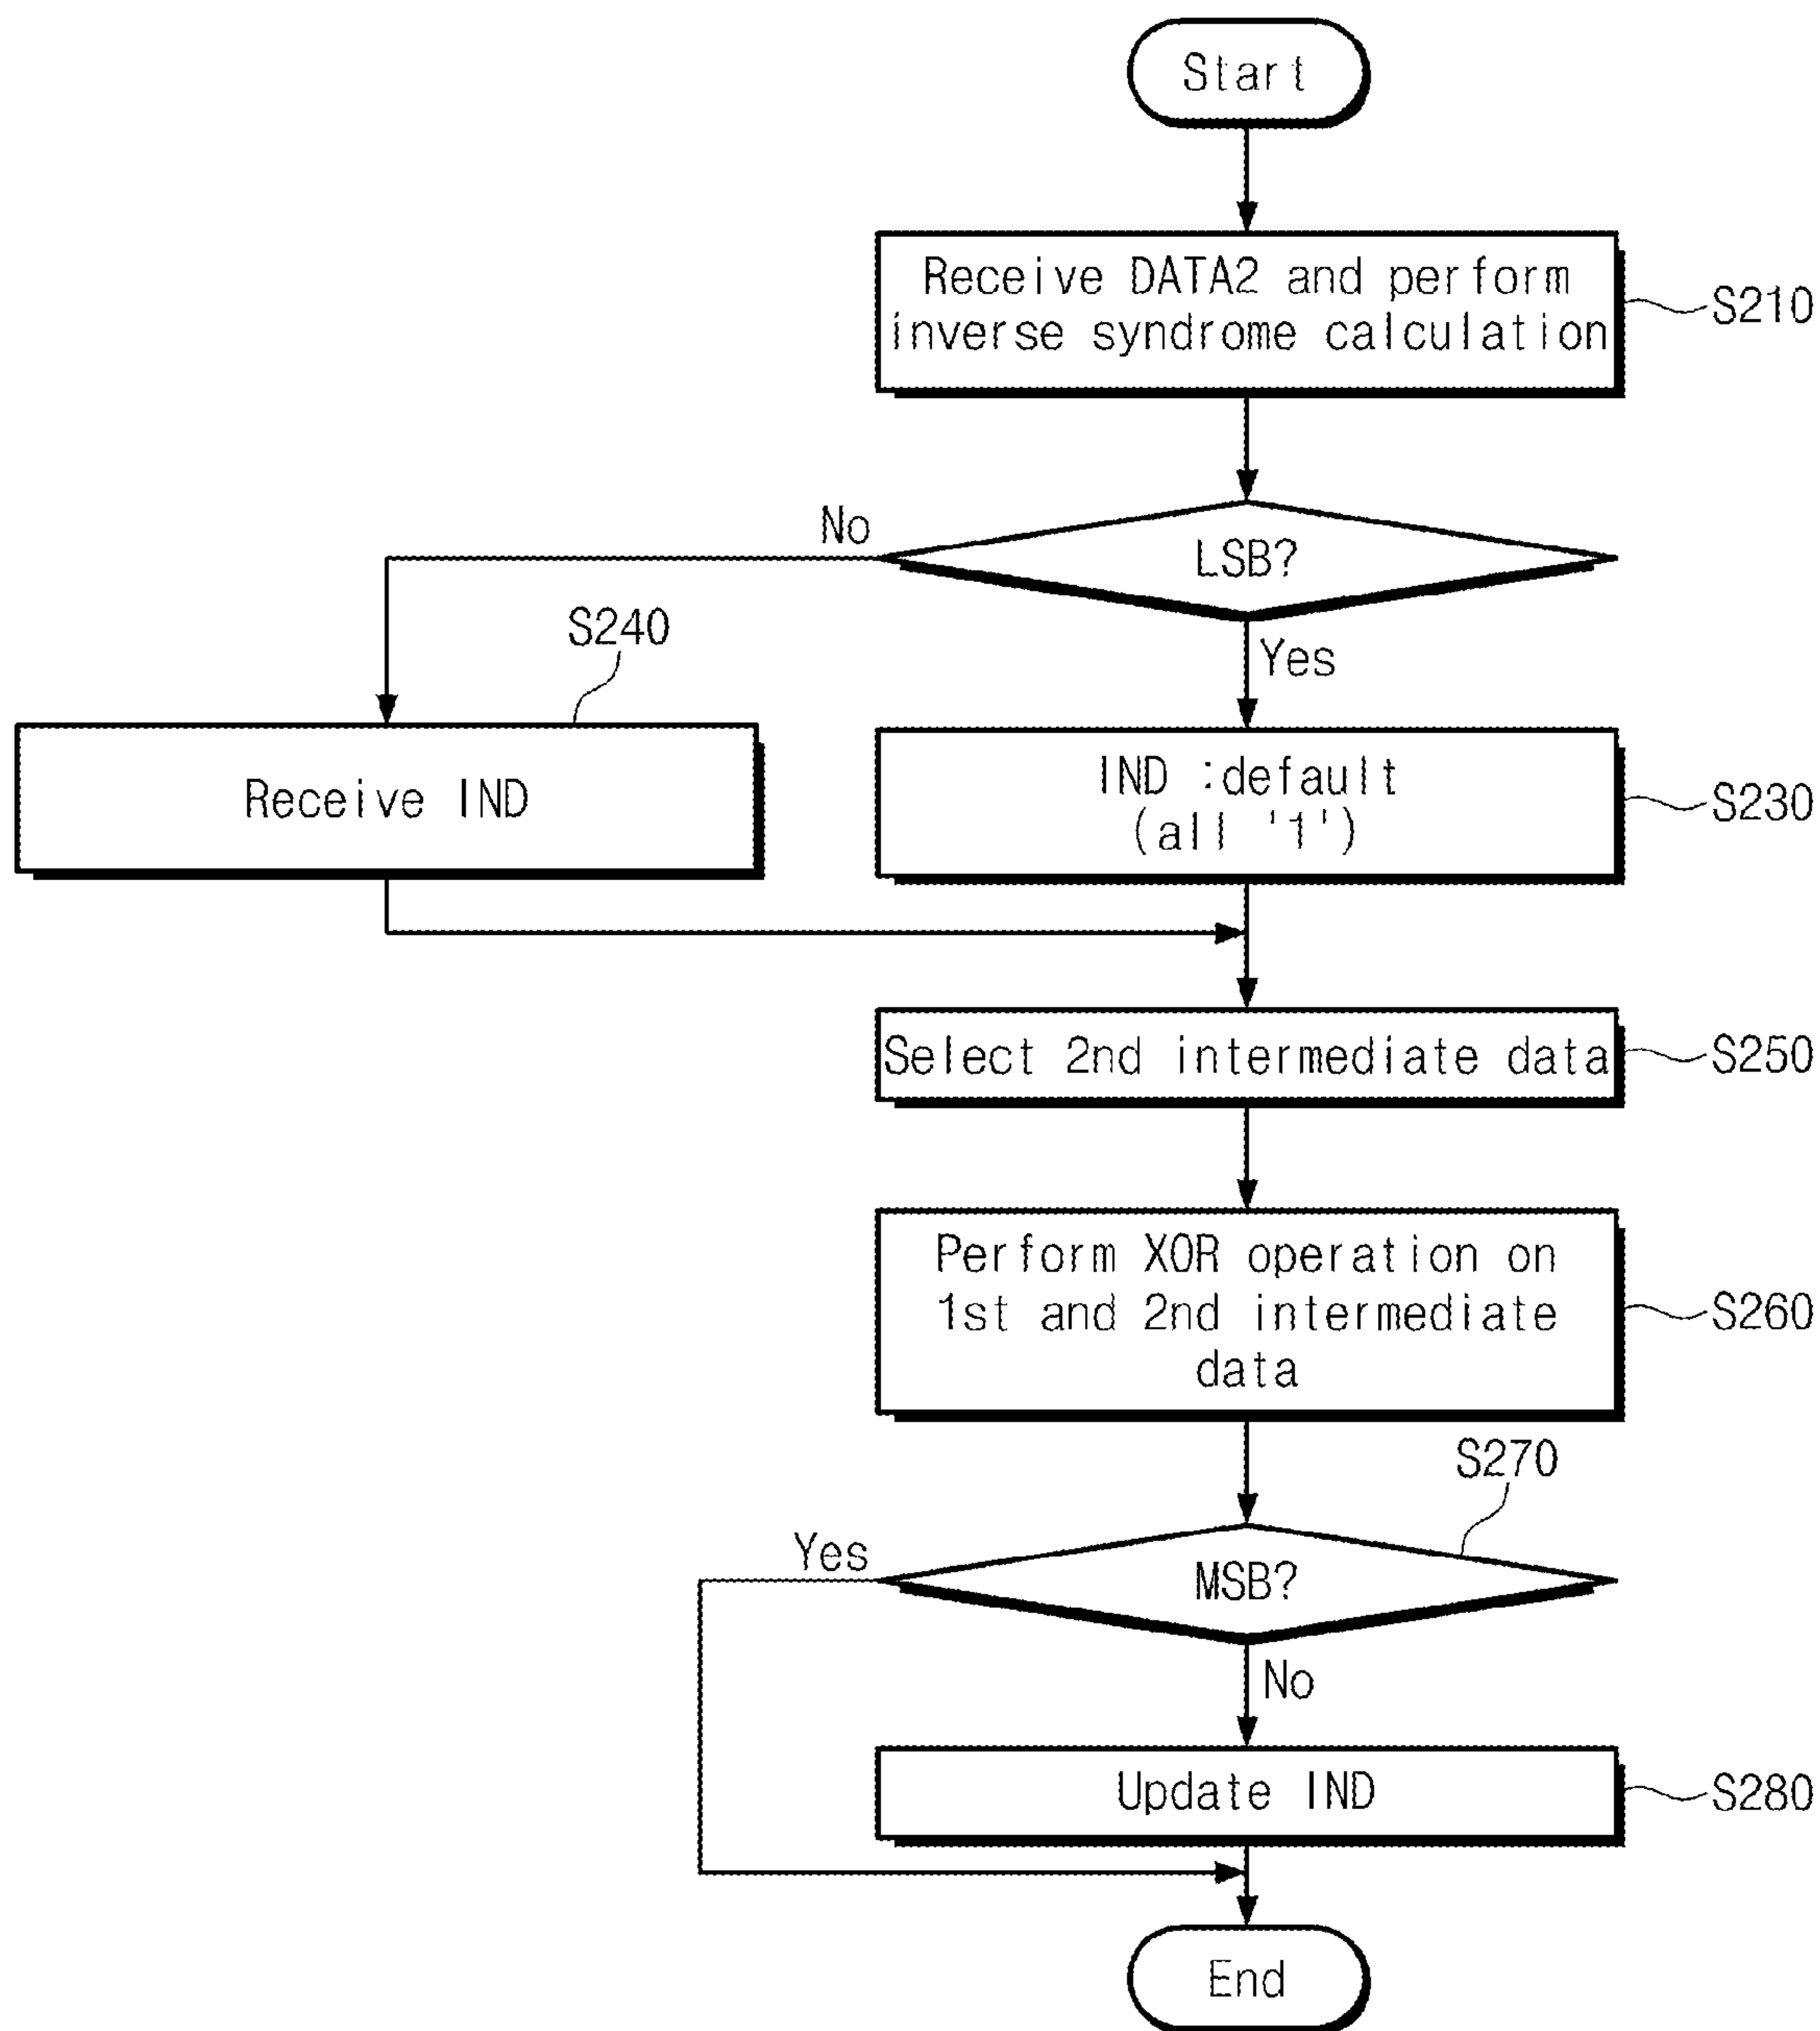 Start
Receive DATA2 and perform
inverse syndrome calculation
S210
No
LSB?
Yes
S240
Receive IND
IND :default
(all '1')
S230
Select 2nd intermediate data
S250
Perform XOR operation on
1st and 2nd intermediate
data
S260
S270
Yes
MSB?
No
Update IND
S280
End